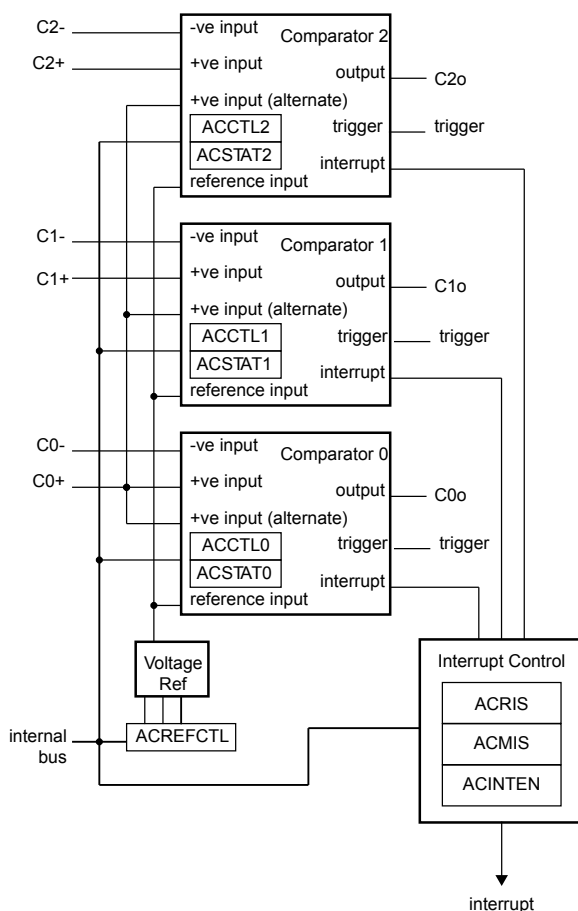 C2-
-ve input
Comparator 2
C2+
+ve input
output
C2o
+ve input (alternate)
ACCTL2
trigger
trigger
ACSTAT2
interrupt
reference input
C1-
-ve input
Comparator 1
C1+
+ve input
output
C1o
+ve input (alternate)
ACCTL1
trigger
trigger
ACSTAT1
interrupt
reference input
C0-
-ve input
Comparator 0
C0+
+ve input
output
C0o
+ve input (alternate)
ACCTL0
trigger
trigger
ACSTAT0
interrupt
reference input
Voltage
Ref
Interrupt Control
ACRIS
internal
bus
ACREFCTL
ACMIS
ACINTEN
interrupt